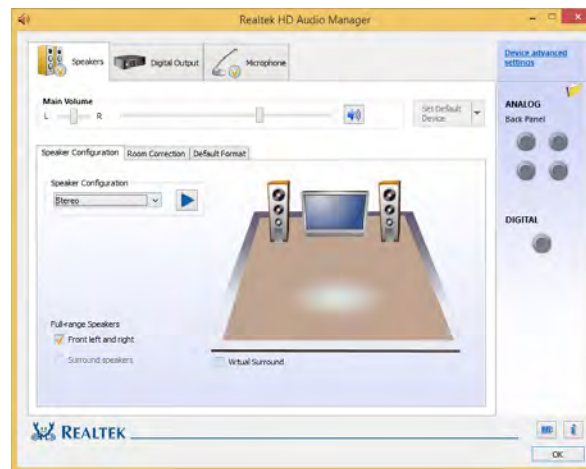 Realtek HD Audio Manager
Speakers
Digital Output
Microphone
Device advanced
settings
Main Volume
L
R
Set Default
Device
ANALOG
Back Panel
Speaker Configuration
Room Correction
Default Format
Speaker Configuration
Stereo
DIGITAL
Full-range Speakers
Front left and right
Surround speakers
Virtual Surround
REALTEK
i
OK